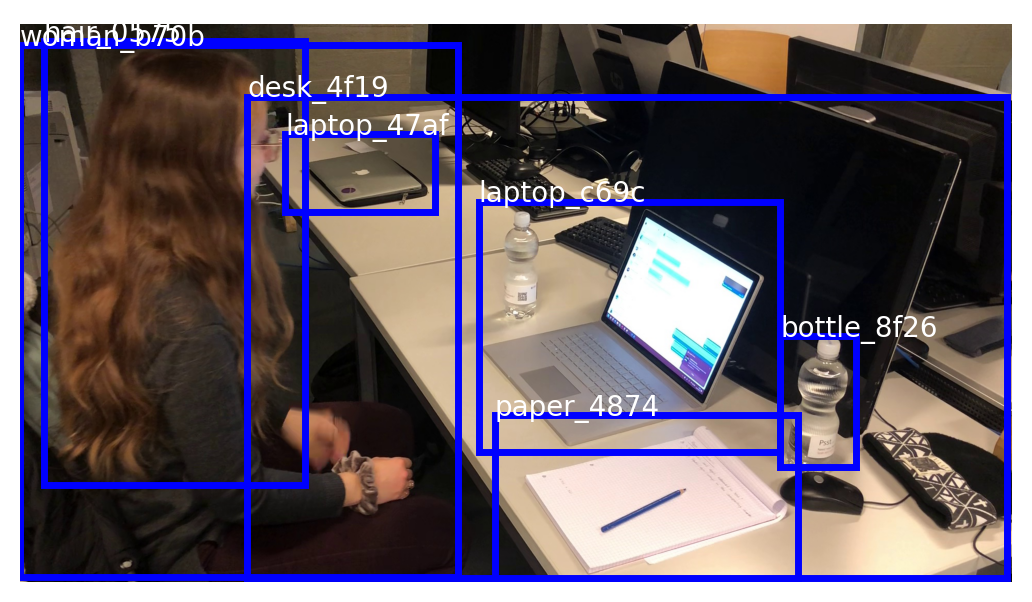 hair_0575
woman_b70b
desk_4f19
laptop_47af
laptop_c69c
bottle_8f26
paper_4874